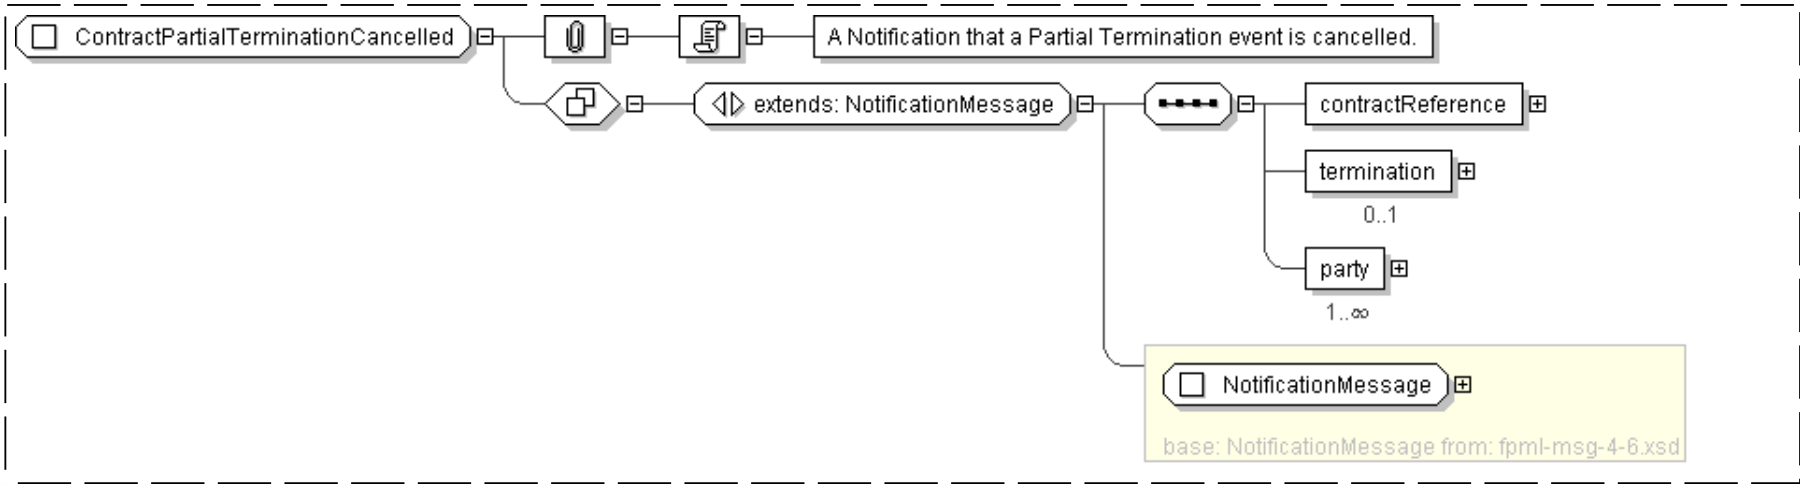 ContractPartialTerminationCancelled
A Notification that a Partial Termination event is cancelled.
extends: NotificationMessage
contractReference
termination
0..1
party
1..∞
NotificationMessage
base: NotificationMessage from: fpml-msg-4-6.xsd